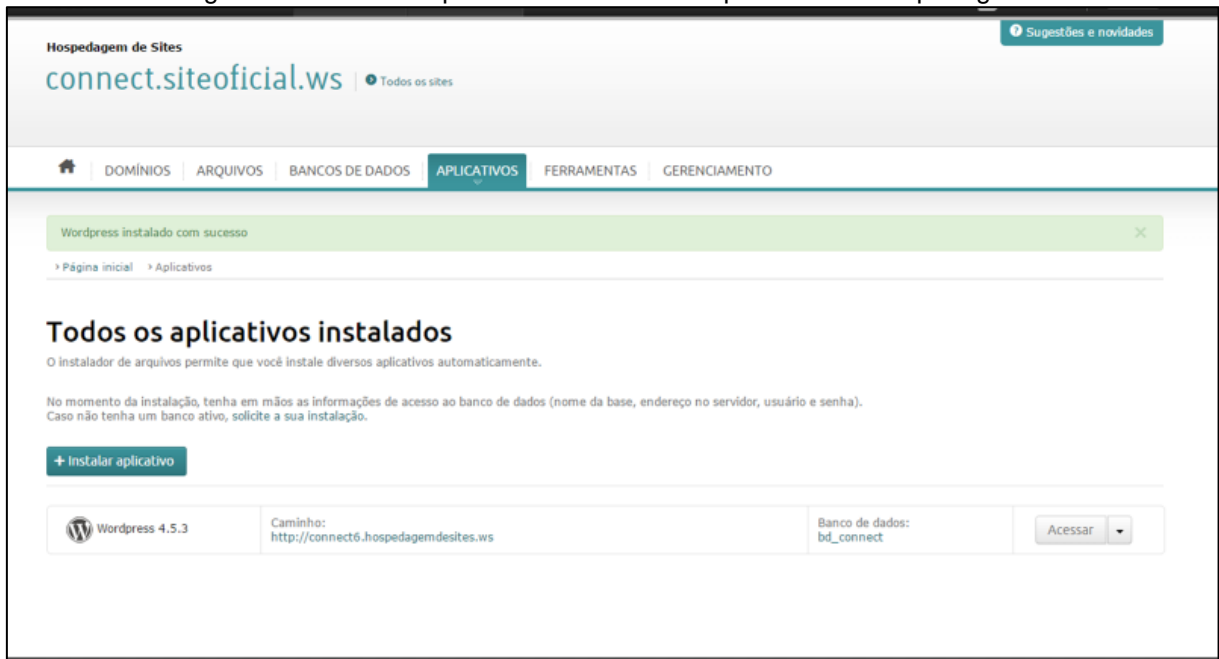 Sugestões e novidades
Hospedagem de Sites
connect.siteoficial.ws
Todos os sites
DOMÍNIOS ARQUIVOS BANCOS DE DADOS APLICATIVOS FERRAMENTAS GERENCIAMENTO
Wordpress instalado com sucesso
› Página inicial › Aplicativos
Todos os aplicativos instalados
O instalador de arquivos permite que você instale diversos aplicativos automaticamente.
No momento da instalação, tenha em mãos as informações de acesso ao banco de dados (nome da base, endereço no servidor, usuário e senha).
Caso não tenha um banco ativo, solicite a sua instalação.
+ Instalar aplicativo
Wordpress 4.5.3
Caminho:
http://connect6.hospedagemdesites.ws
Banco de dados:
bd_connect
Acessar